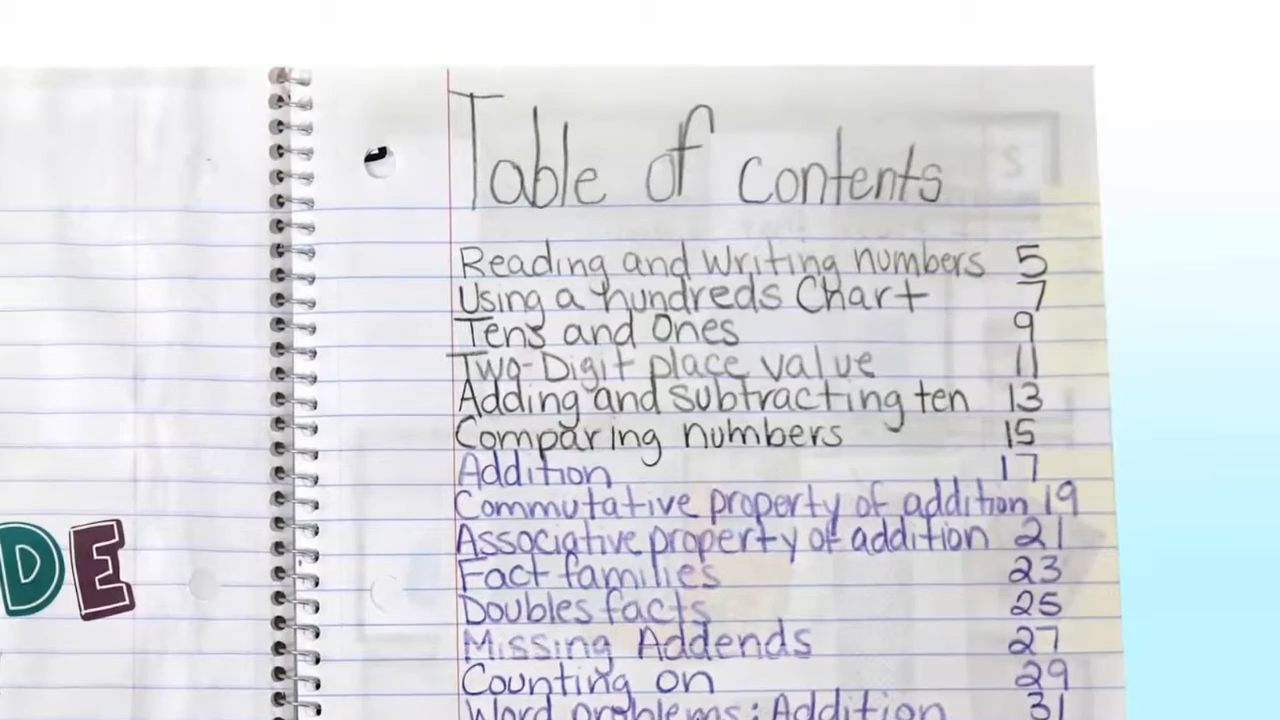 Table of contents
Reading and writing numbers 5
Using a hundreds Chart 7
Tens and Ones 9
Two-Digit place value 11
Adding and subtracting ten 13
Comparing numbers 15
Addition 17
Commutative property of addition 19
Associative property of addition 21
Fact families 23
Doubles facts 25
Missing Addends 27
Counting on 29
Word problems: Addition 31
DE